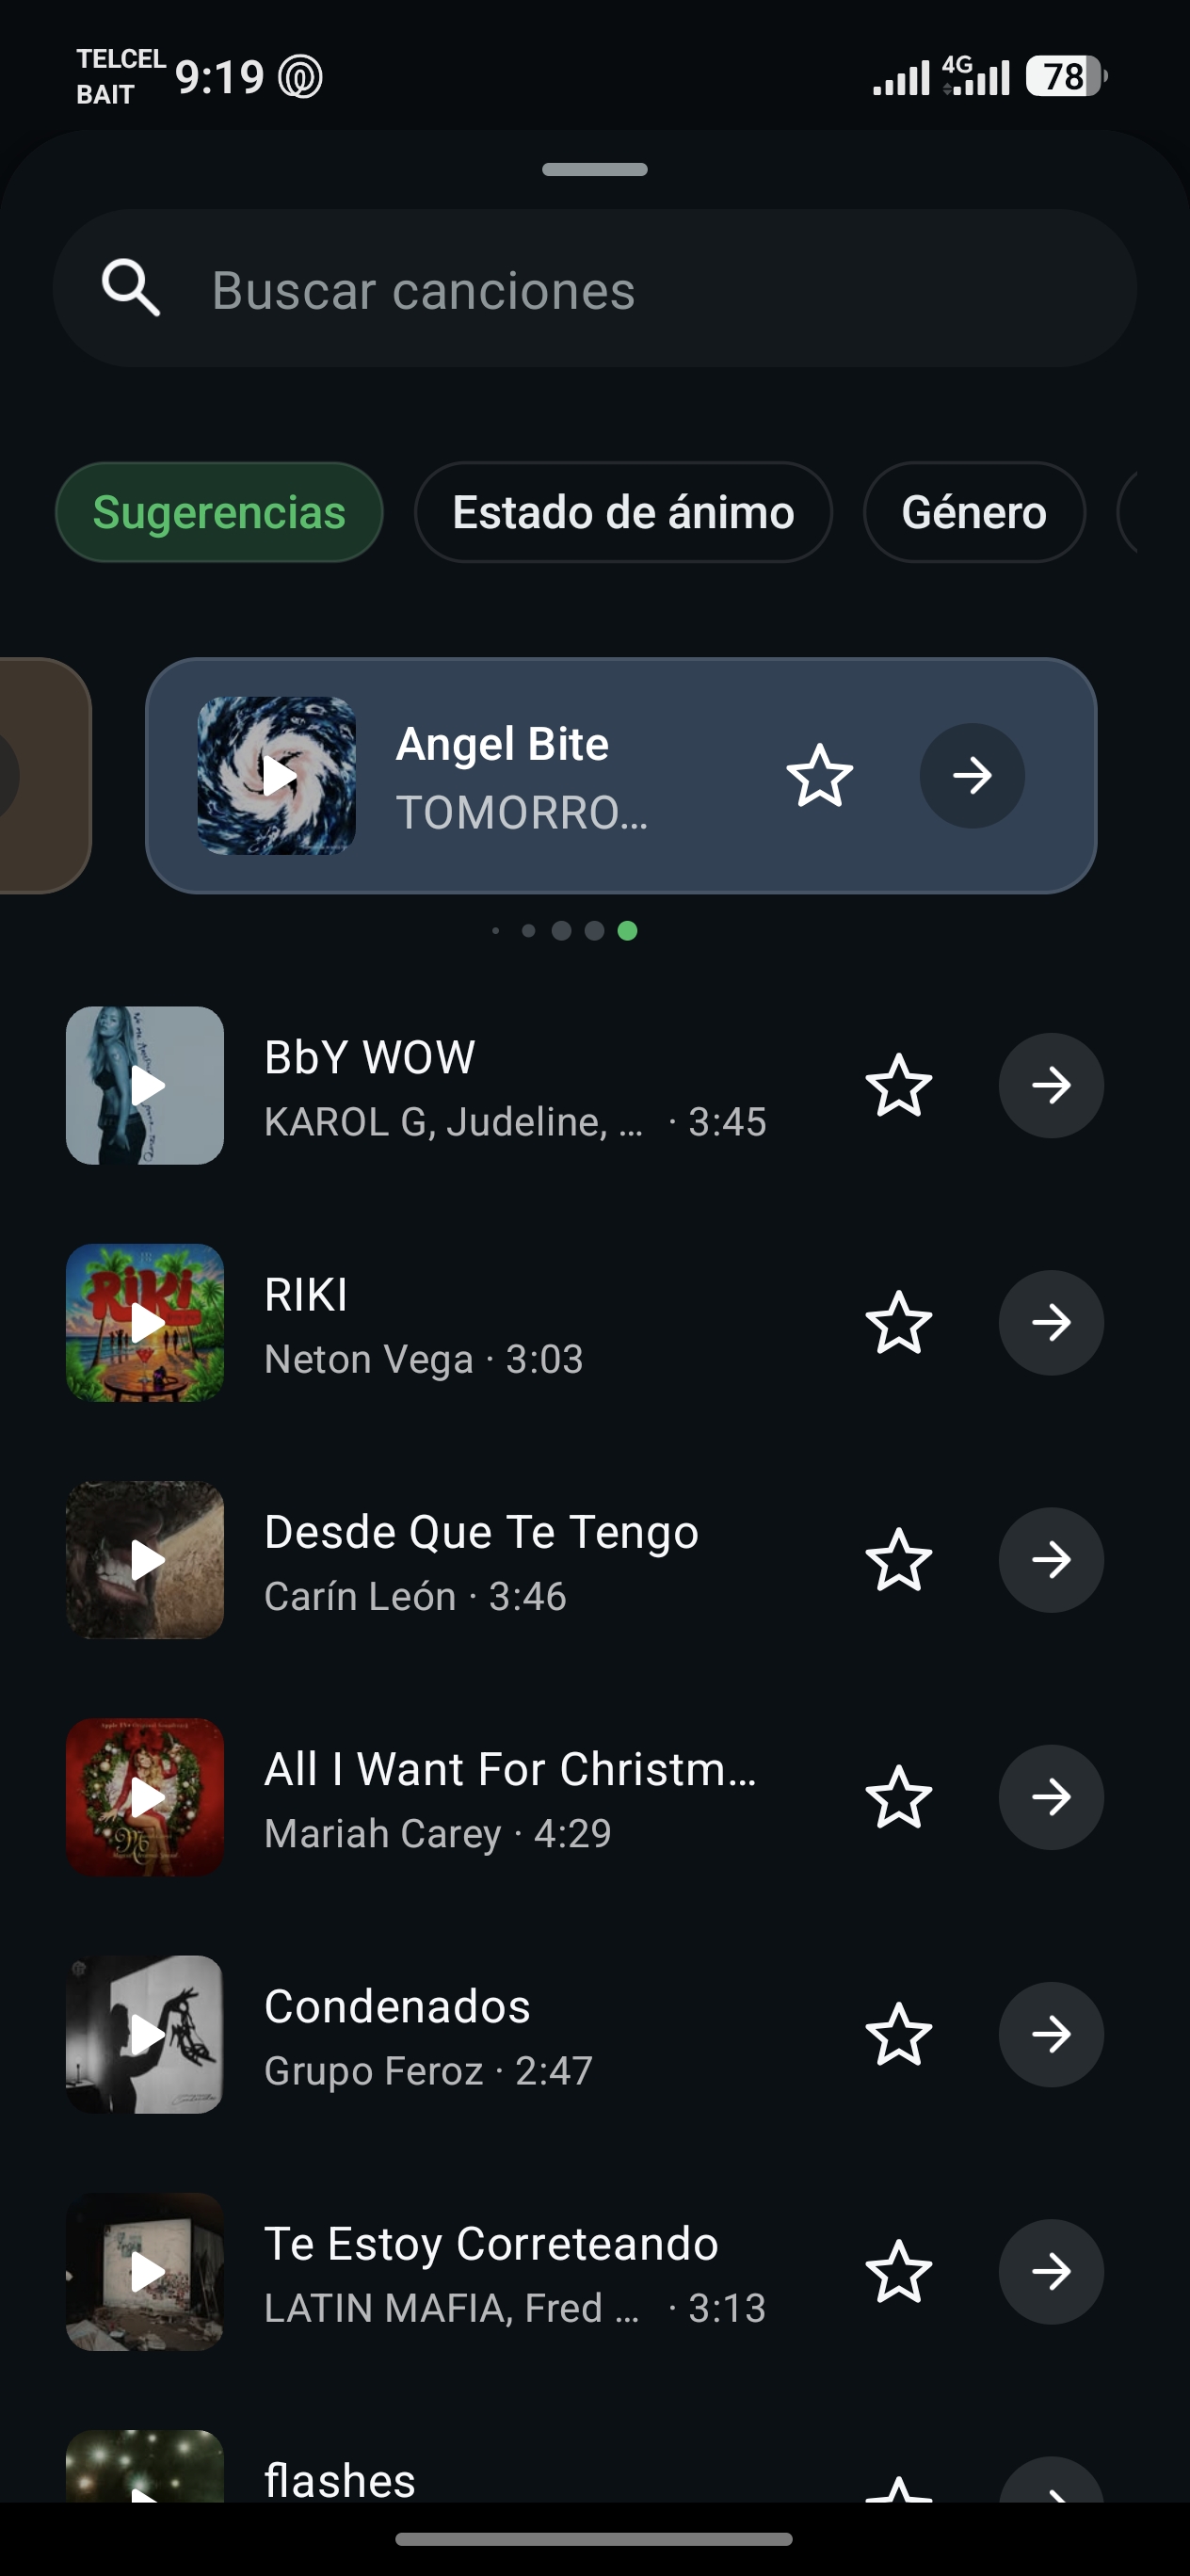 TELCEL
BAIT
9:19
4G
78
Buscar canciones
Sugerencias
Estado de ánimo
Género
Angel Bite
TOMORRO...
BbY WOW
KAROL G, Judeline, ... · 3:45
RIKI
Neton Vega · 3:03
Desde Que Te Tengo
Carín León · 3:46
All I Want For Christm...
Mariah Carey · 4:29
Condenados
Grupo Feroz · 2:47
Te Estoy Correteando
LATIN MAFIA, Fred ... · 3:13
flashes